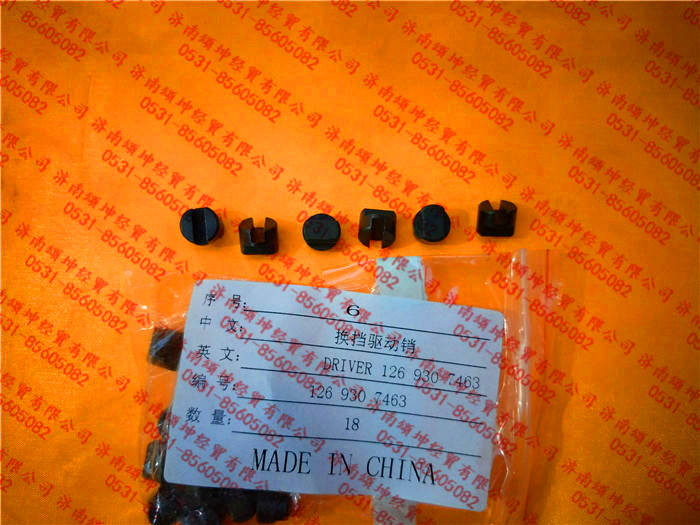 济南颂坤经贸有限公司
0531-85605082
序 号: 6
中 文: 换挡驱动销
英 文: DRIVER 126 930 7463
编 号: 126 930 7463
数 量: 18
MADE IN CHINA